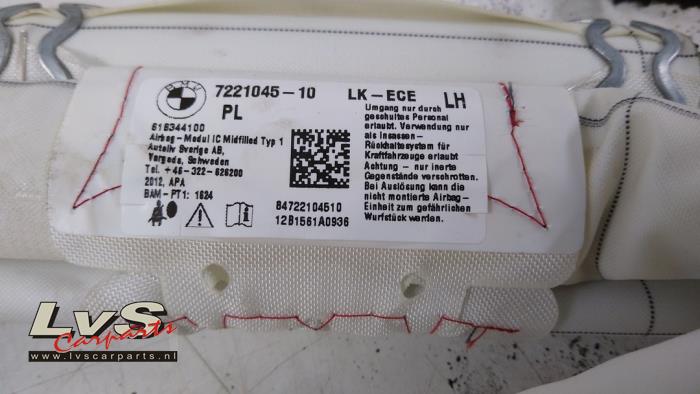 BMW
7221045-10 LK-ECE LH
PL
616344100
Airbag-Modul IC Midfilled Typ 1
Autoliv Sverige AB,
Vargada, Schweden
Tel. +46-322-626200
2012, APA
BAM-PT1: 1624
84722104510
12B1561A0936
Umgang nur durch
geschultes Personal
erlaubt. Verwendung nur
als Insassen-
Rückhaltesystem für
Kraftfahrzeuge erlaubt
Achtung - nur inerte
Gegenstände verschrotten.
Bei Auslösung kann die
nicht montierte Airbag-
Einheit zum gefährlichen
Wurfstück werden.
LvS
Carparts
www.lvscarparts.nl